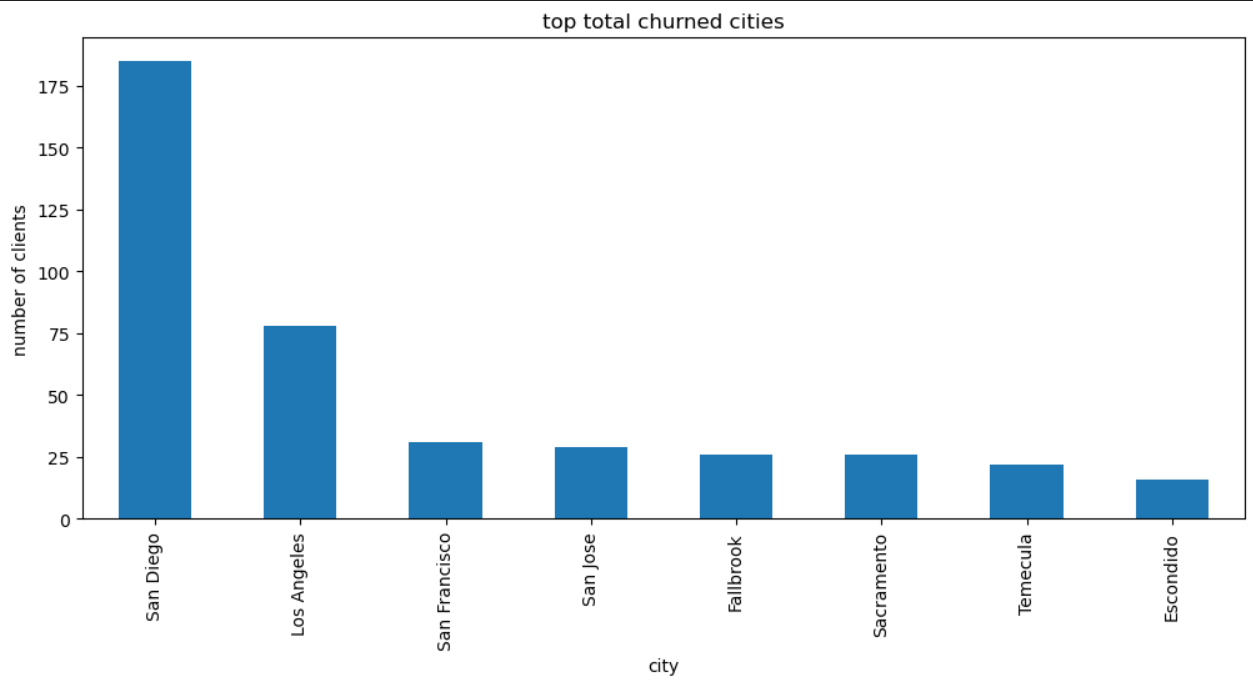 top total churned cities
number of clients
175
150
125
100
75
50
25
0
San Diego
Los Angeles
San Francisco
San Jose
Fallbrook
Sacramento
Temecula
Escondido
city